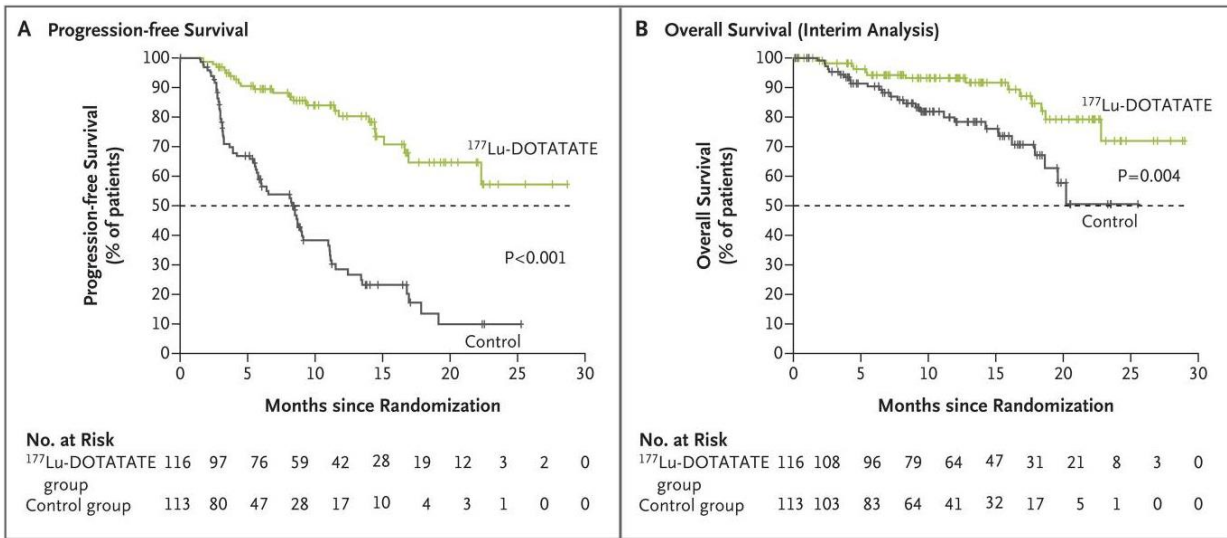 A Progression-free Survival
Progression-free Survival
(% of patients)
100
90
80
70
60
50
40
30
20
10
0
0 5 10 15 20 25 30
177Lu-DOTATATE
P<0.001
Control
Months since Randomization
No. at Risk
177Lu-DOTATATE 116 97 76 59 42 28 19 12 3 2 0
group
Control group 113 80 47 28 17 10 4 3 1 0 0
B Overall Survival (Interim Analysis)
Overall Survival
(% of patients)
100
90
80
70
60
50
40
30
20
10
0
0 5 10 15 20 25 30
177Lu-DOTATATE
P=0.004
Control
Months since Randomization
No. at Risk
177Lu-DOTATATE 116 108 96 79 64 47 31 21 8 3 0
group
Control group 113 103 83 64 41 32 17 5 1 0 0